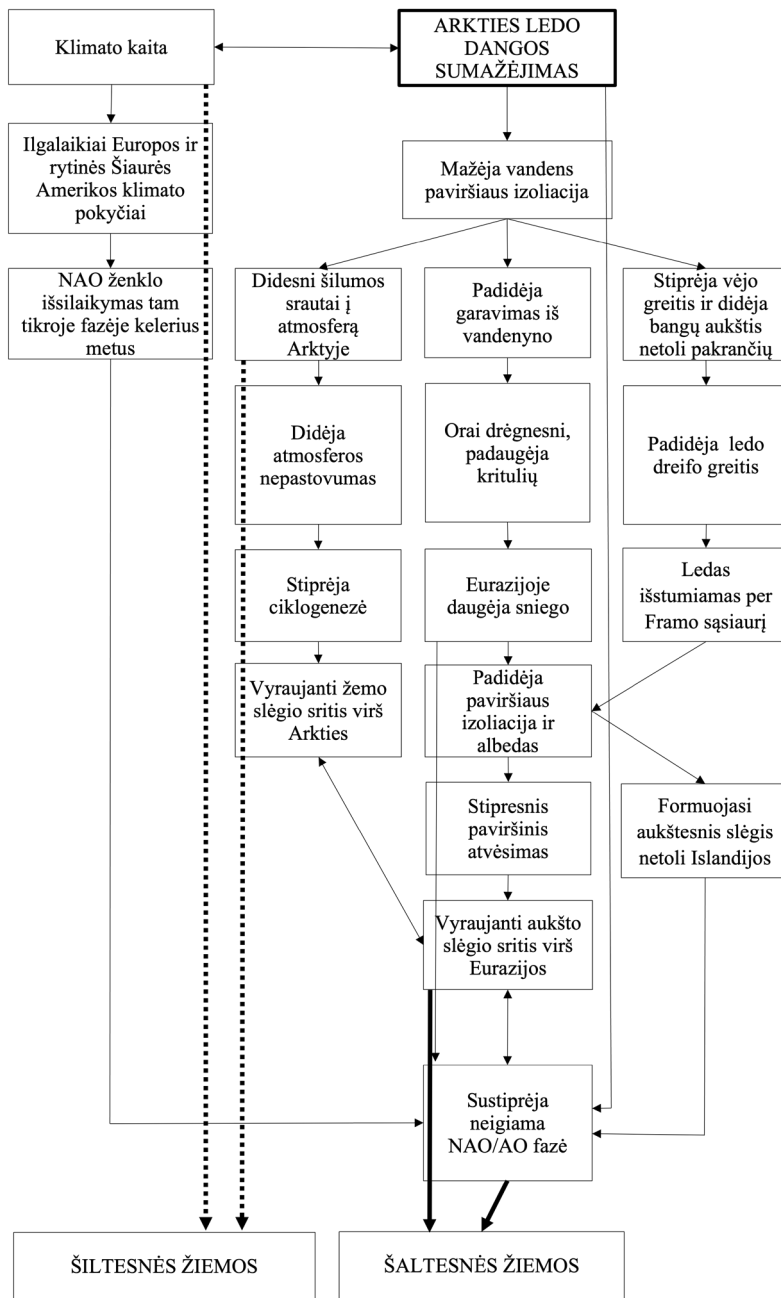 Klimato kaita
ARKTIES LEDO
DANGOS
SUMAŽĖJIMAS
Ilgalaikiai Europos ir
rytinės Šiaurės
Amerikos klimato
pokyčiai
Mažėja vandens
paviršiaus izoliacija
NAO ženklo
išsilaikymas tam
tikroje fazėje kelerius
metus
Didesni šilumos
srautai į
atmosferą
Arktyje
Padidėja
garavimas iš
vandenyno
Stiprėja vėjo
greitis ir didėja
bangų aukštis
netoli pakrančių
Didėja
atmosferos
nepastovumas
Orai drėgnesni,
padaugėja
kritulių
Padidėja ledo
dreifo greitis
Stiprėja
ciklogenezė
Eurazijoje
daugėja sniego
Ledas
išstumiamas per
Framo sąsiaurį
Vyraujanti žemo
slėgio sritis virš
Arkties
Padidėja
paviršiaus
izoliacija ir
albedas
Stipresnis
paviršinis
atvėsimas
Formuojasi
aukštesnis slėgis
netoli Islandijos
Vyraujanti aukšto
slėgio sritis virš
Eurazijos
Sustiprėja
neigiama
NAO/AO fazė
ŠILTESNĖS ŽIEMOS
ŠALTESNĖS ŽIEMOS